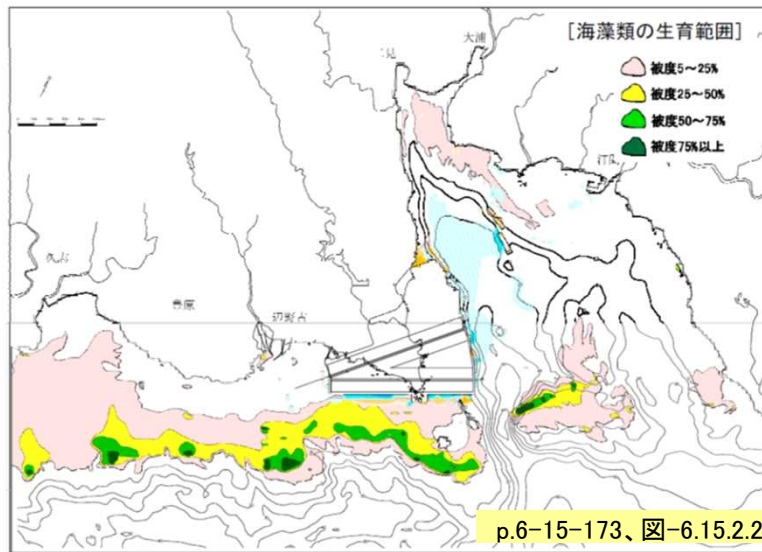 大浦
[海藻類の生育範囲]
被度5~25%
被度25~50%
被度50~75%
被度75%以上
豊原
辺野古
p.6-15-173、図-6.15.2.2